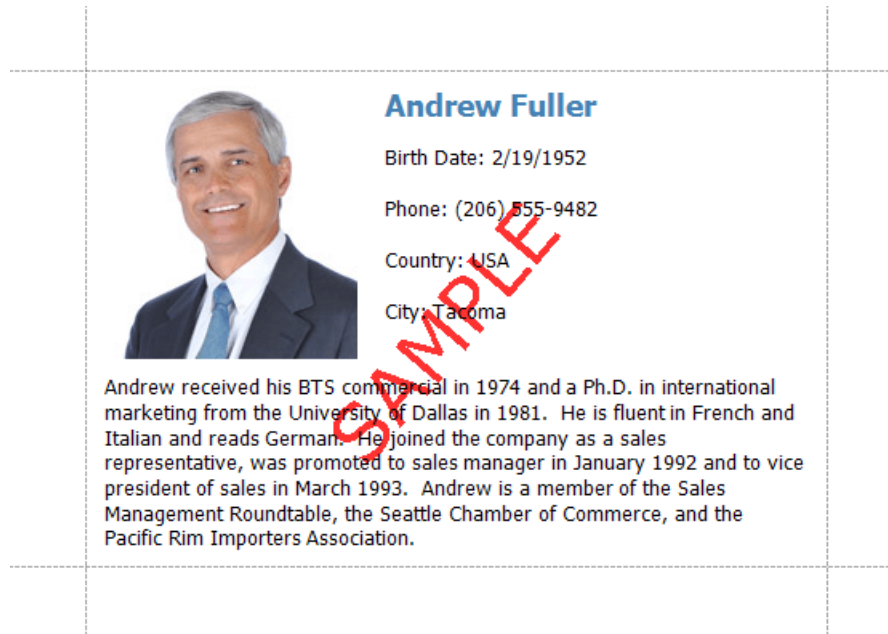 Andrew Fuller
Birth Date: 2/19/1952
Phone: (206) 555-9482
Country: USA
City: Tacoma
SAMPLE
Andrew received his BTS commercial in 1974 and a Ph.D. in international
marketing from the University of Dallas in 1981.  He is fluent in French and
Italian and reads German.  He joined the company as a sales
representative, was promoted to sales manager in January 1992 and to vice
president of sales in March 1993.  Andrew is a member of the Sales
Management Roundtable, the Seattle Chamber of Commerce, and the
Pacific Rim Importers Association.